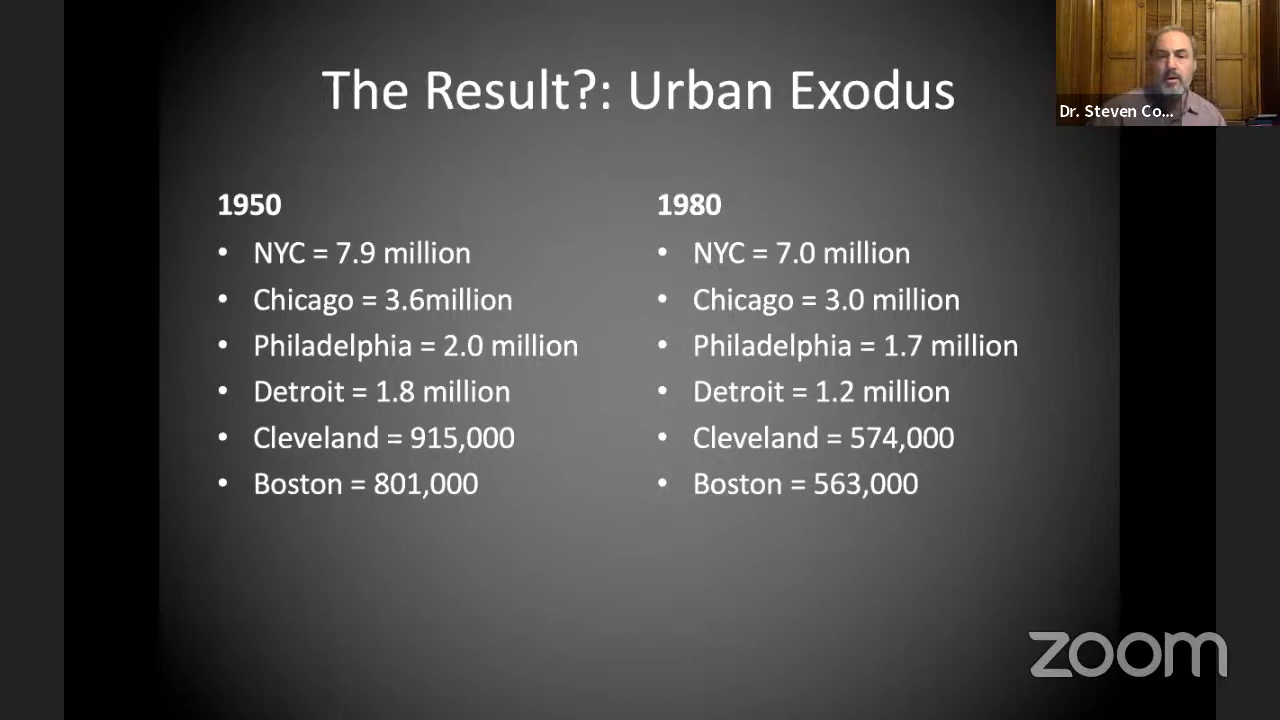 The Result?: Urban Exodus
Dr. Steven Co...
1950
• NYC = 7.9 million
• Chicago = 3.6million
• Philadelphia = 2.0 million
• Detroit = 1.8 million
• Cleveland = 915,000
• Boston = 801,000
1980
• NYC = 7.0 million
• Chicago = 3.0 million
• Philadelphia = 1.7 million
• Detroit = 1.2 million
• Cleveland = 574,000
• Boston = 563,000
zoom